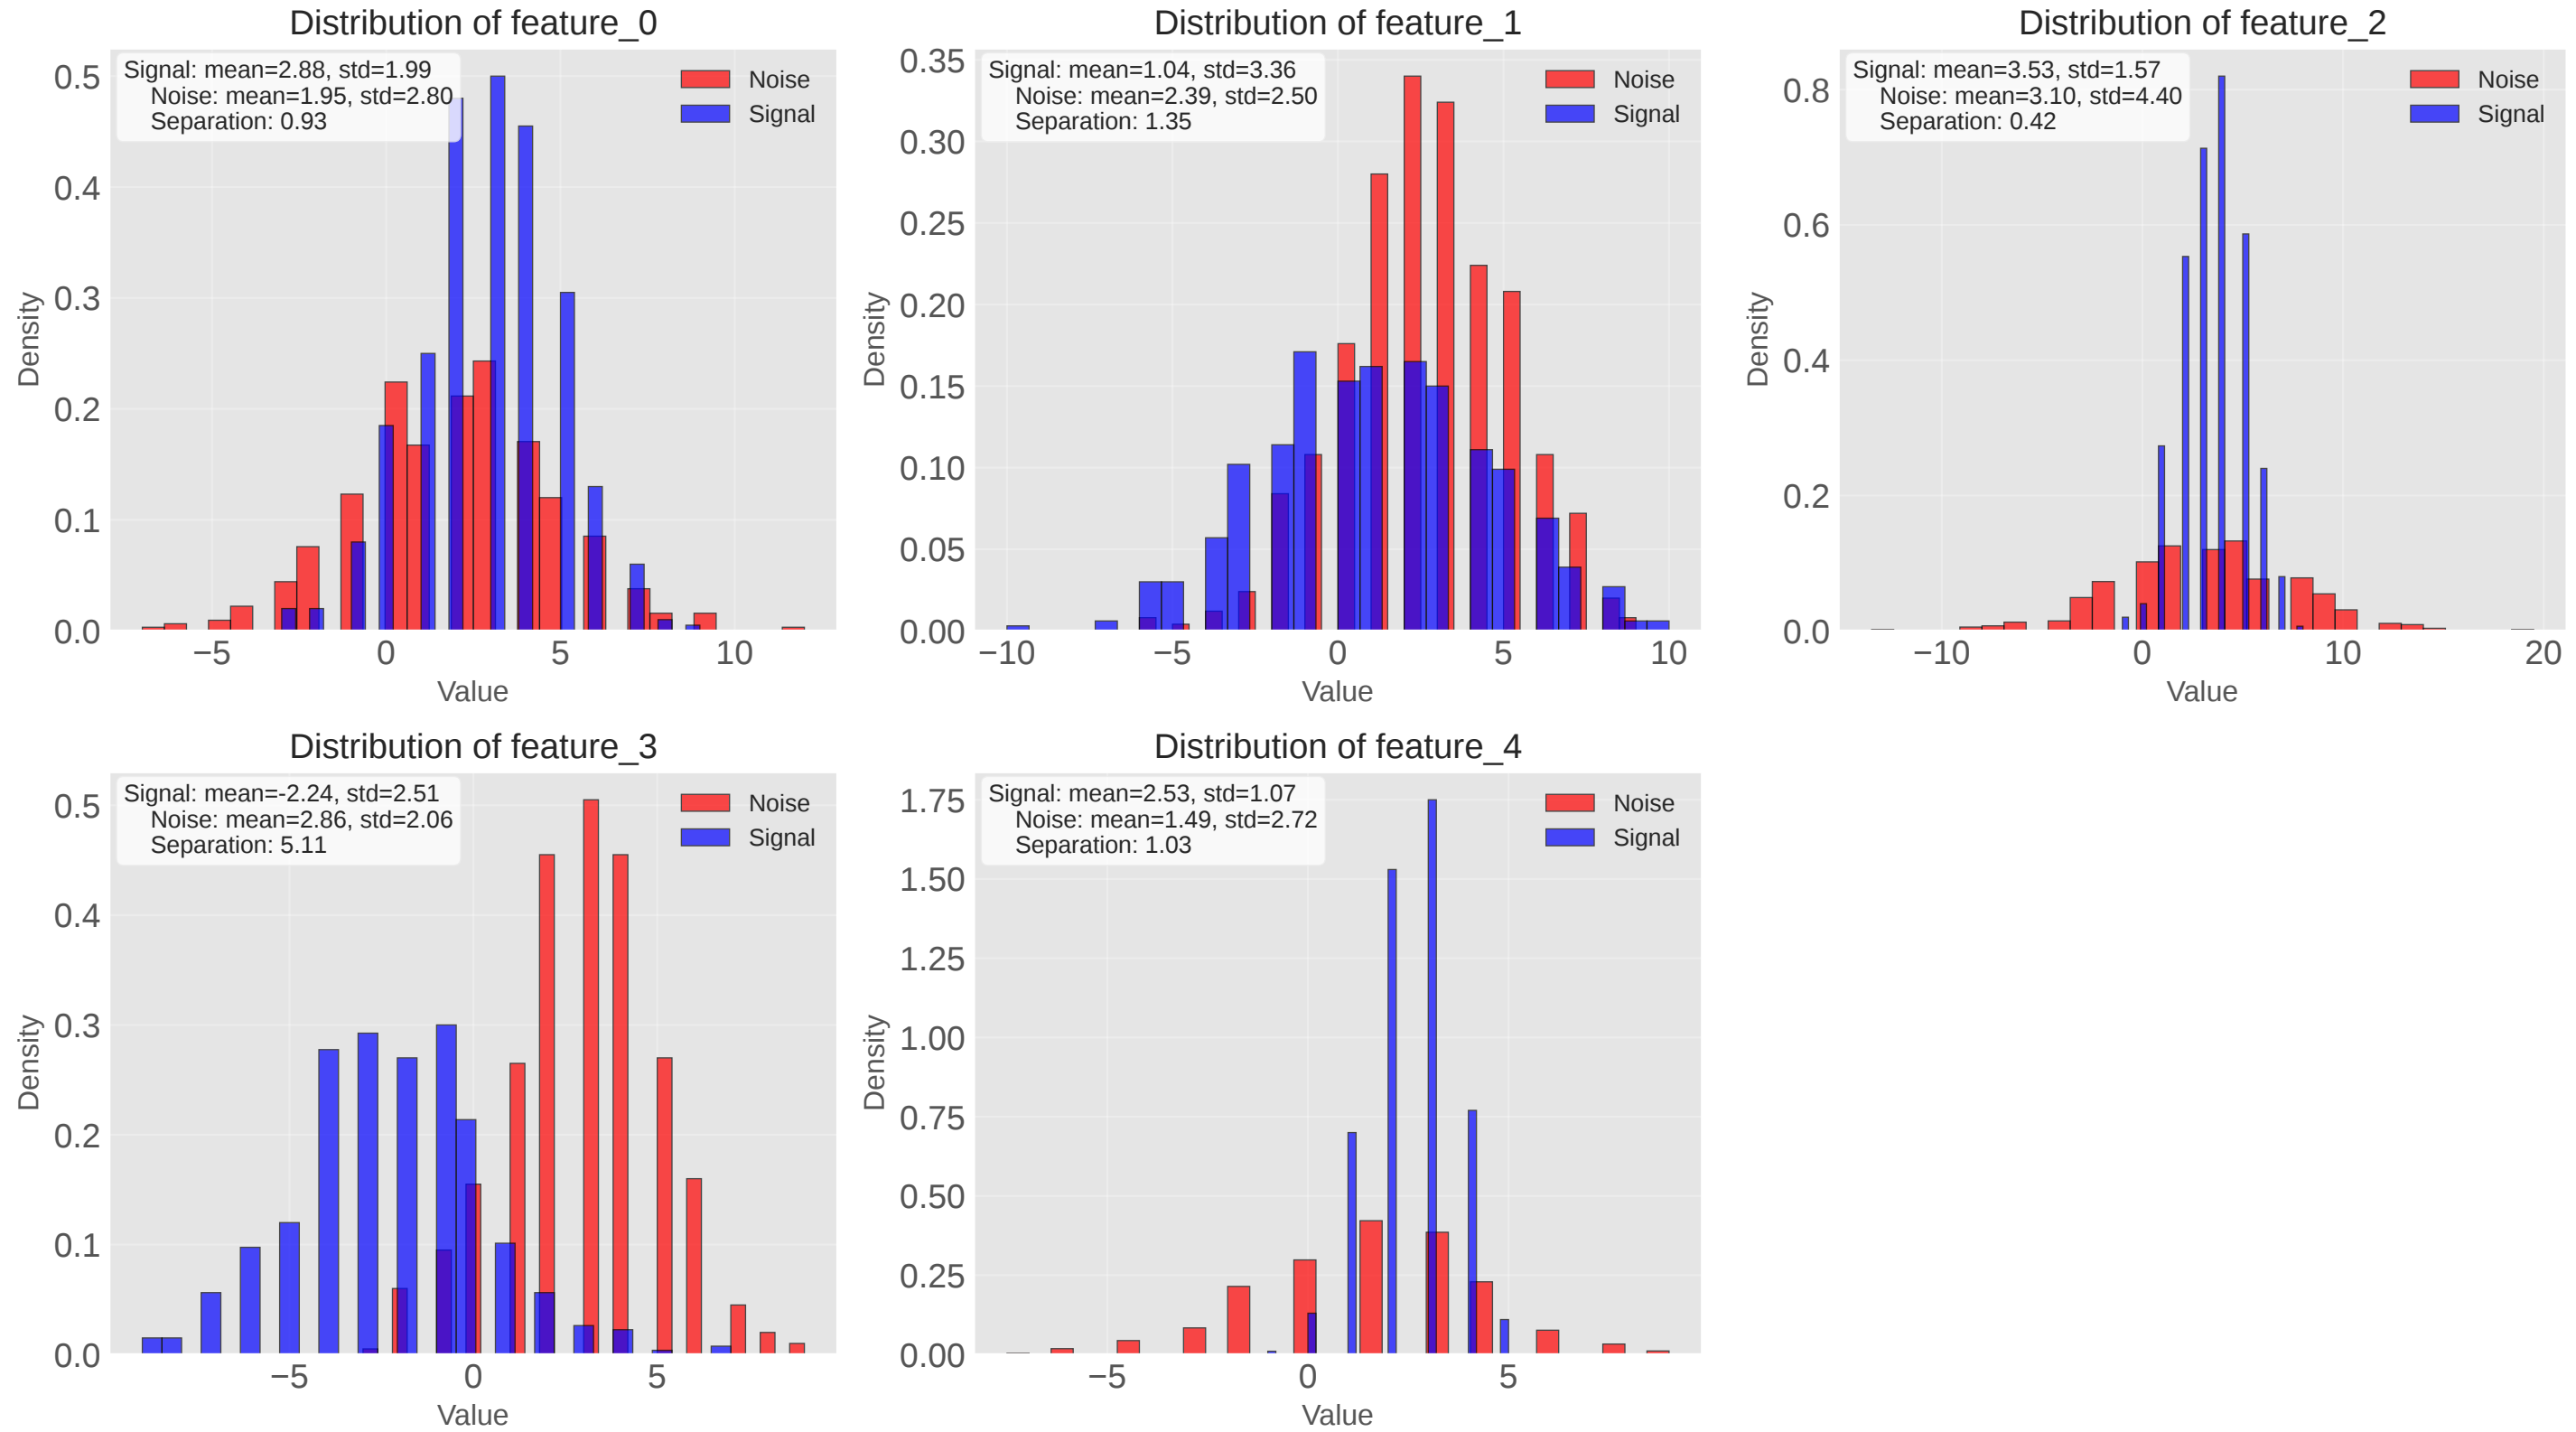 Distribution of feature_0
Signal: mean=2.88, std=1.99
Noise: mean=1.95, std=2.80
Separation: 0.93
Noise
Signal
0.5
0.4
0.3
0.2
0.1
0.0
Density
−5
0
5
10
Value
Distribution of feature_1
Signal: mean=1.04, std=3.36
Noise: mean=2.39, std=2.50
Separation: 1.35
Noise
Signal
0.35
0.30
0.25
0.20
0.15
0.10
0.05
0.00
Density
−10
−5
0
5
10
Value
Distribution of feature_2
Signal: mean=3.53, std=1.57
Noise: mean=3.10, std=4.40
Separation: 0.42
Noise
Signal
0.8
0.6
0.4
0.2
0.0
Density
−10
0
10
20
Value
Distribution of feature_3
Signal: mean=-2.24, std=2.51
Noise: mean=2.86, std=2.06
Separation: 5.11
Noise
Signal
0.5
0.4
0.3
0.2
0.1
0.0
Density
−5
0
5
Value
Distribution of feature_4
Signal: mean=2.53, std=1.07
Noise: mean=1.49, std=2.72
Separation: 1.03
Noise
Signal
1.75
1.50
1.25
1.00
0.75
0.50
0.25
0.00
Density
−5
0
5
Value